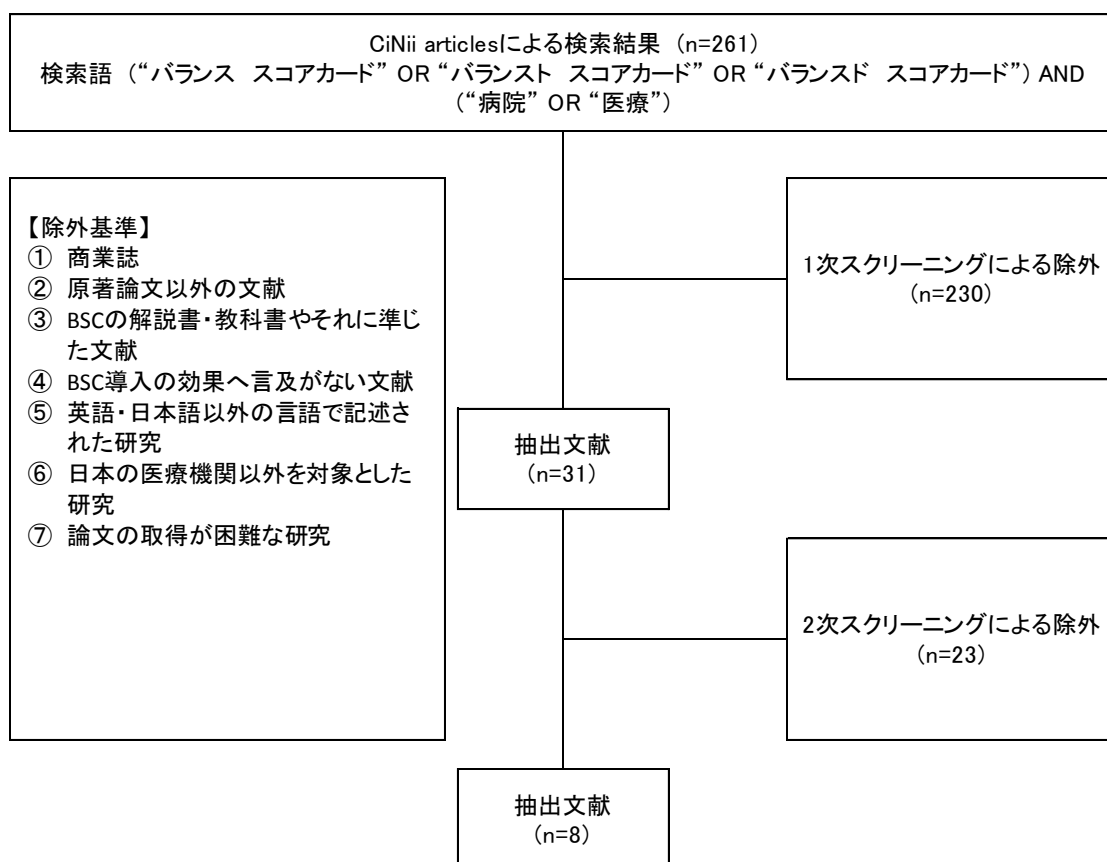 CiNii articlesによる検索結果 (n=261)
検索語 (“バランス スコアカード” OR “バランスト スコアカード” OR “バランスド スコアカード”) AND
(“病院” OR “医療”)
【除外基準】
① 商業誌
② 原著論文以外の文献
③ BSCの解説書・教科書やそれに準じ
た文献
④ BSC導入の効果へ言及がない文献
⑤ 英語・日本語以外の言語で記述さ
れた研究
⑥ 日本の医療機関以外を対象とした
研究
⑦ 論文の取得が困難な研究
1次スクリーニングによる除外
(n=230)
抽出文献
(n=31)
2次スクリーニングによる除外
(n=23)
抽出文献
(n=8)